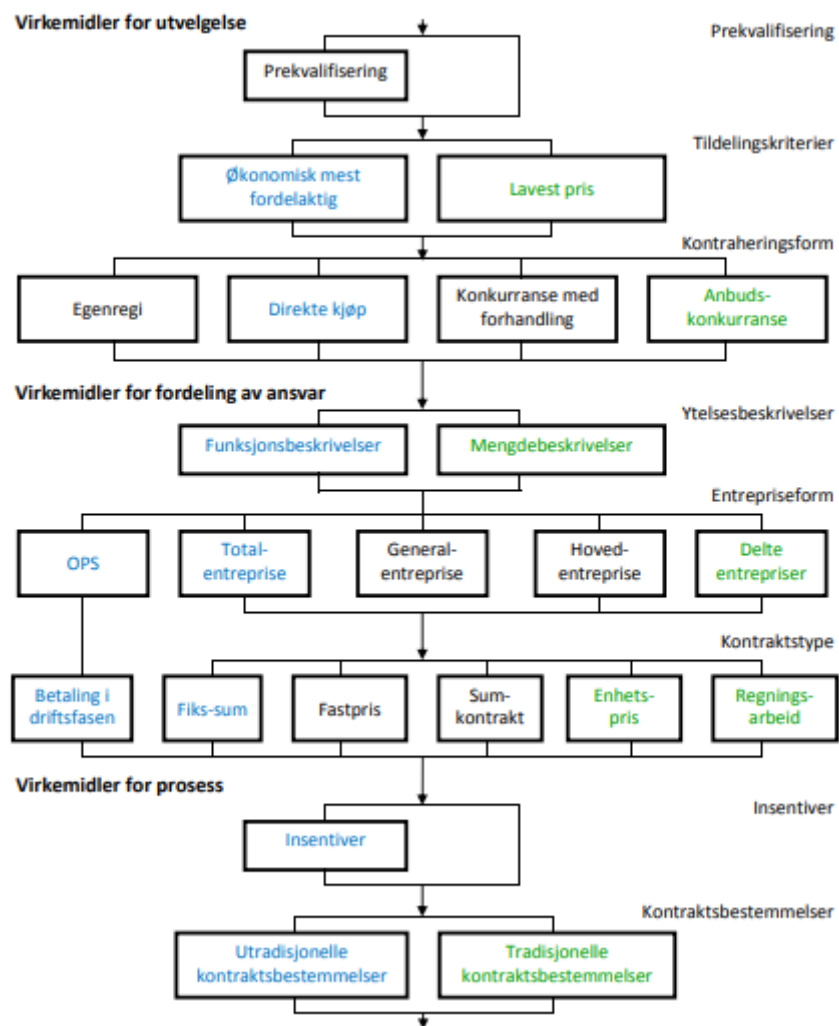 Virkemidler for utvelgelse
Prekvalifisering
Prekvalifisering
Tildelingskriterier
Økonomisk mest
fordelaktig
Lavest pris
Kontraheringsform
Egenregi
Direkte kjøp
Konkurranse med
forhandling
Anbuds-
konkurranse
Virkemidler for fordeling av ansvar
Ytelsesbeskrivelser
Funksjonsbeskrivelser
Mengdebeskrivelser
Entrepriseform
OPS
Total-
entreprise
General-
entreprise
Hoved-
entreprise
Delte
entrepriser
Kontraktstype
Betaling i
driftsfasen
Fiks-sum
Fastpris
Sum-
kontrakt
Enhets-
pris
Regnings-
arbeid
Virkemidler for prosess
Insentiver
Insentiver
Kontraktsbestemmelser
Utradisjonelle
kontraktsbestemmelser
Tradisjonelle
kontraktsbestemmelser